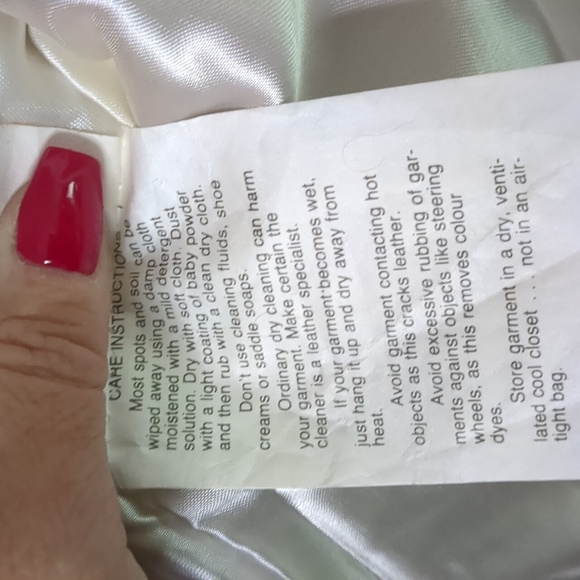 CARE INSTRUCTIONS
Most spots and soil can be
wiped away using a damp cloth
moistened with a mild detergent
solution. Dry with soft cloth. Dust
with a light coating of baby powder
and then rub with a clean dry cloth.
Don't use cleaning fluids, shoe
creams or saddle soaps.
Ordinary dry cleaning can harm
your garment. Make certain the
cleaner is a leather specialist.
If your garment becomes wet,
just hang it up and dry away from
heat.
Avoid garment contacting hot
objects as this cracks leather.
Avoid excessive rubbing of gar-
ments against objects like steering
wheels, as this removes colour
dyes.
Store garment in a dry, venti-
lated cool closet . . . not in an air-
tight bag.